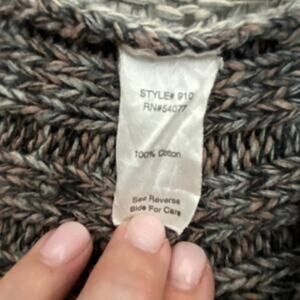 STYLE# 910
RN#54077
100% Cotton
See Reverse
Side For Care